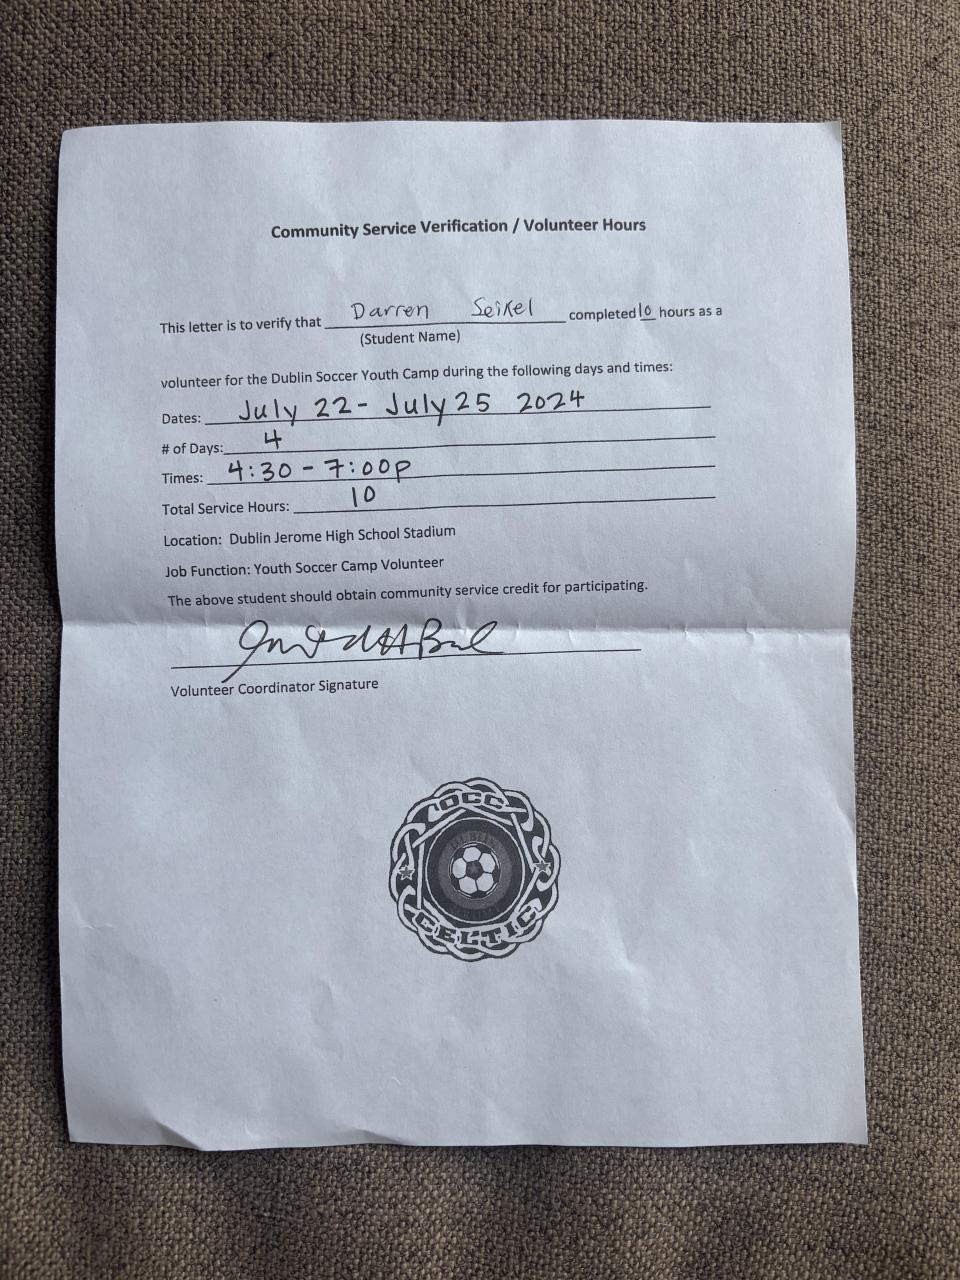 Community Service Verification / Volunteer Hours
This letter is to verify that Darren Seikel completed 10 hours as a
(Student Name)
volunteer for the Dublin Soccer Youth Camp during the following days and times:
Dates: July 22 - July 25 2024
# of Days: 4
Times: 4:30 - 7:00p
Total Service Hours: 10
Location: Dublin Jerome High School Stadium
Job Function: Youth Soccer Camp Volunteer
The above student should obtain community service credit for participating.
Volunteer Coordinator Signature
CELTIC